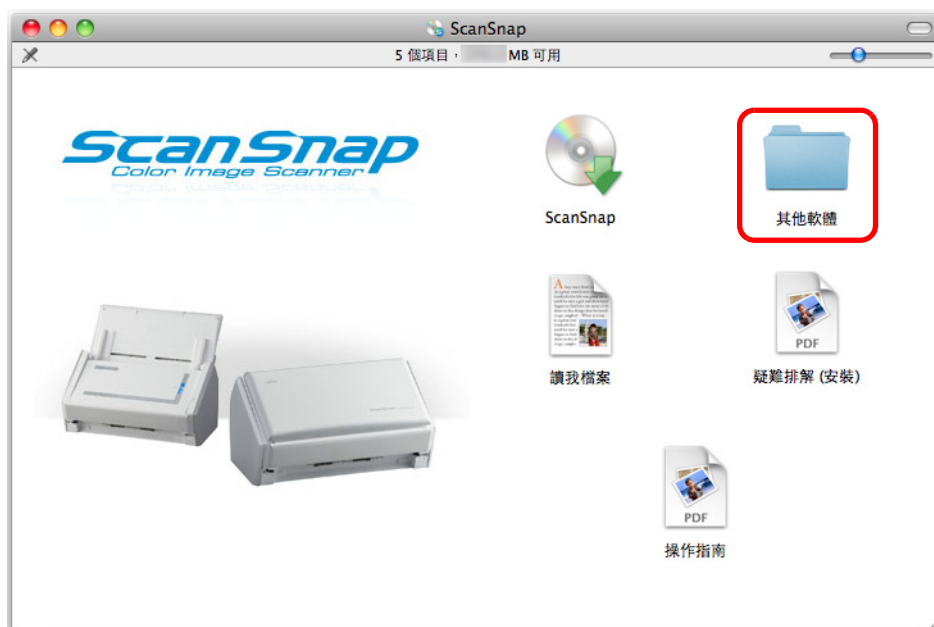 ScanSnap
5 個項目， MB 可用
ScanSnap
Color Image Scanner
ScanSnap
其他軟體
讀我檔案
PDF
疑難排解 (安裝)
PDF
操作指南